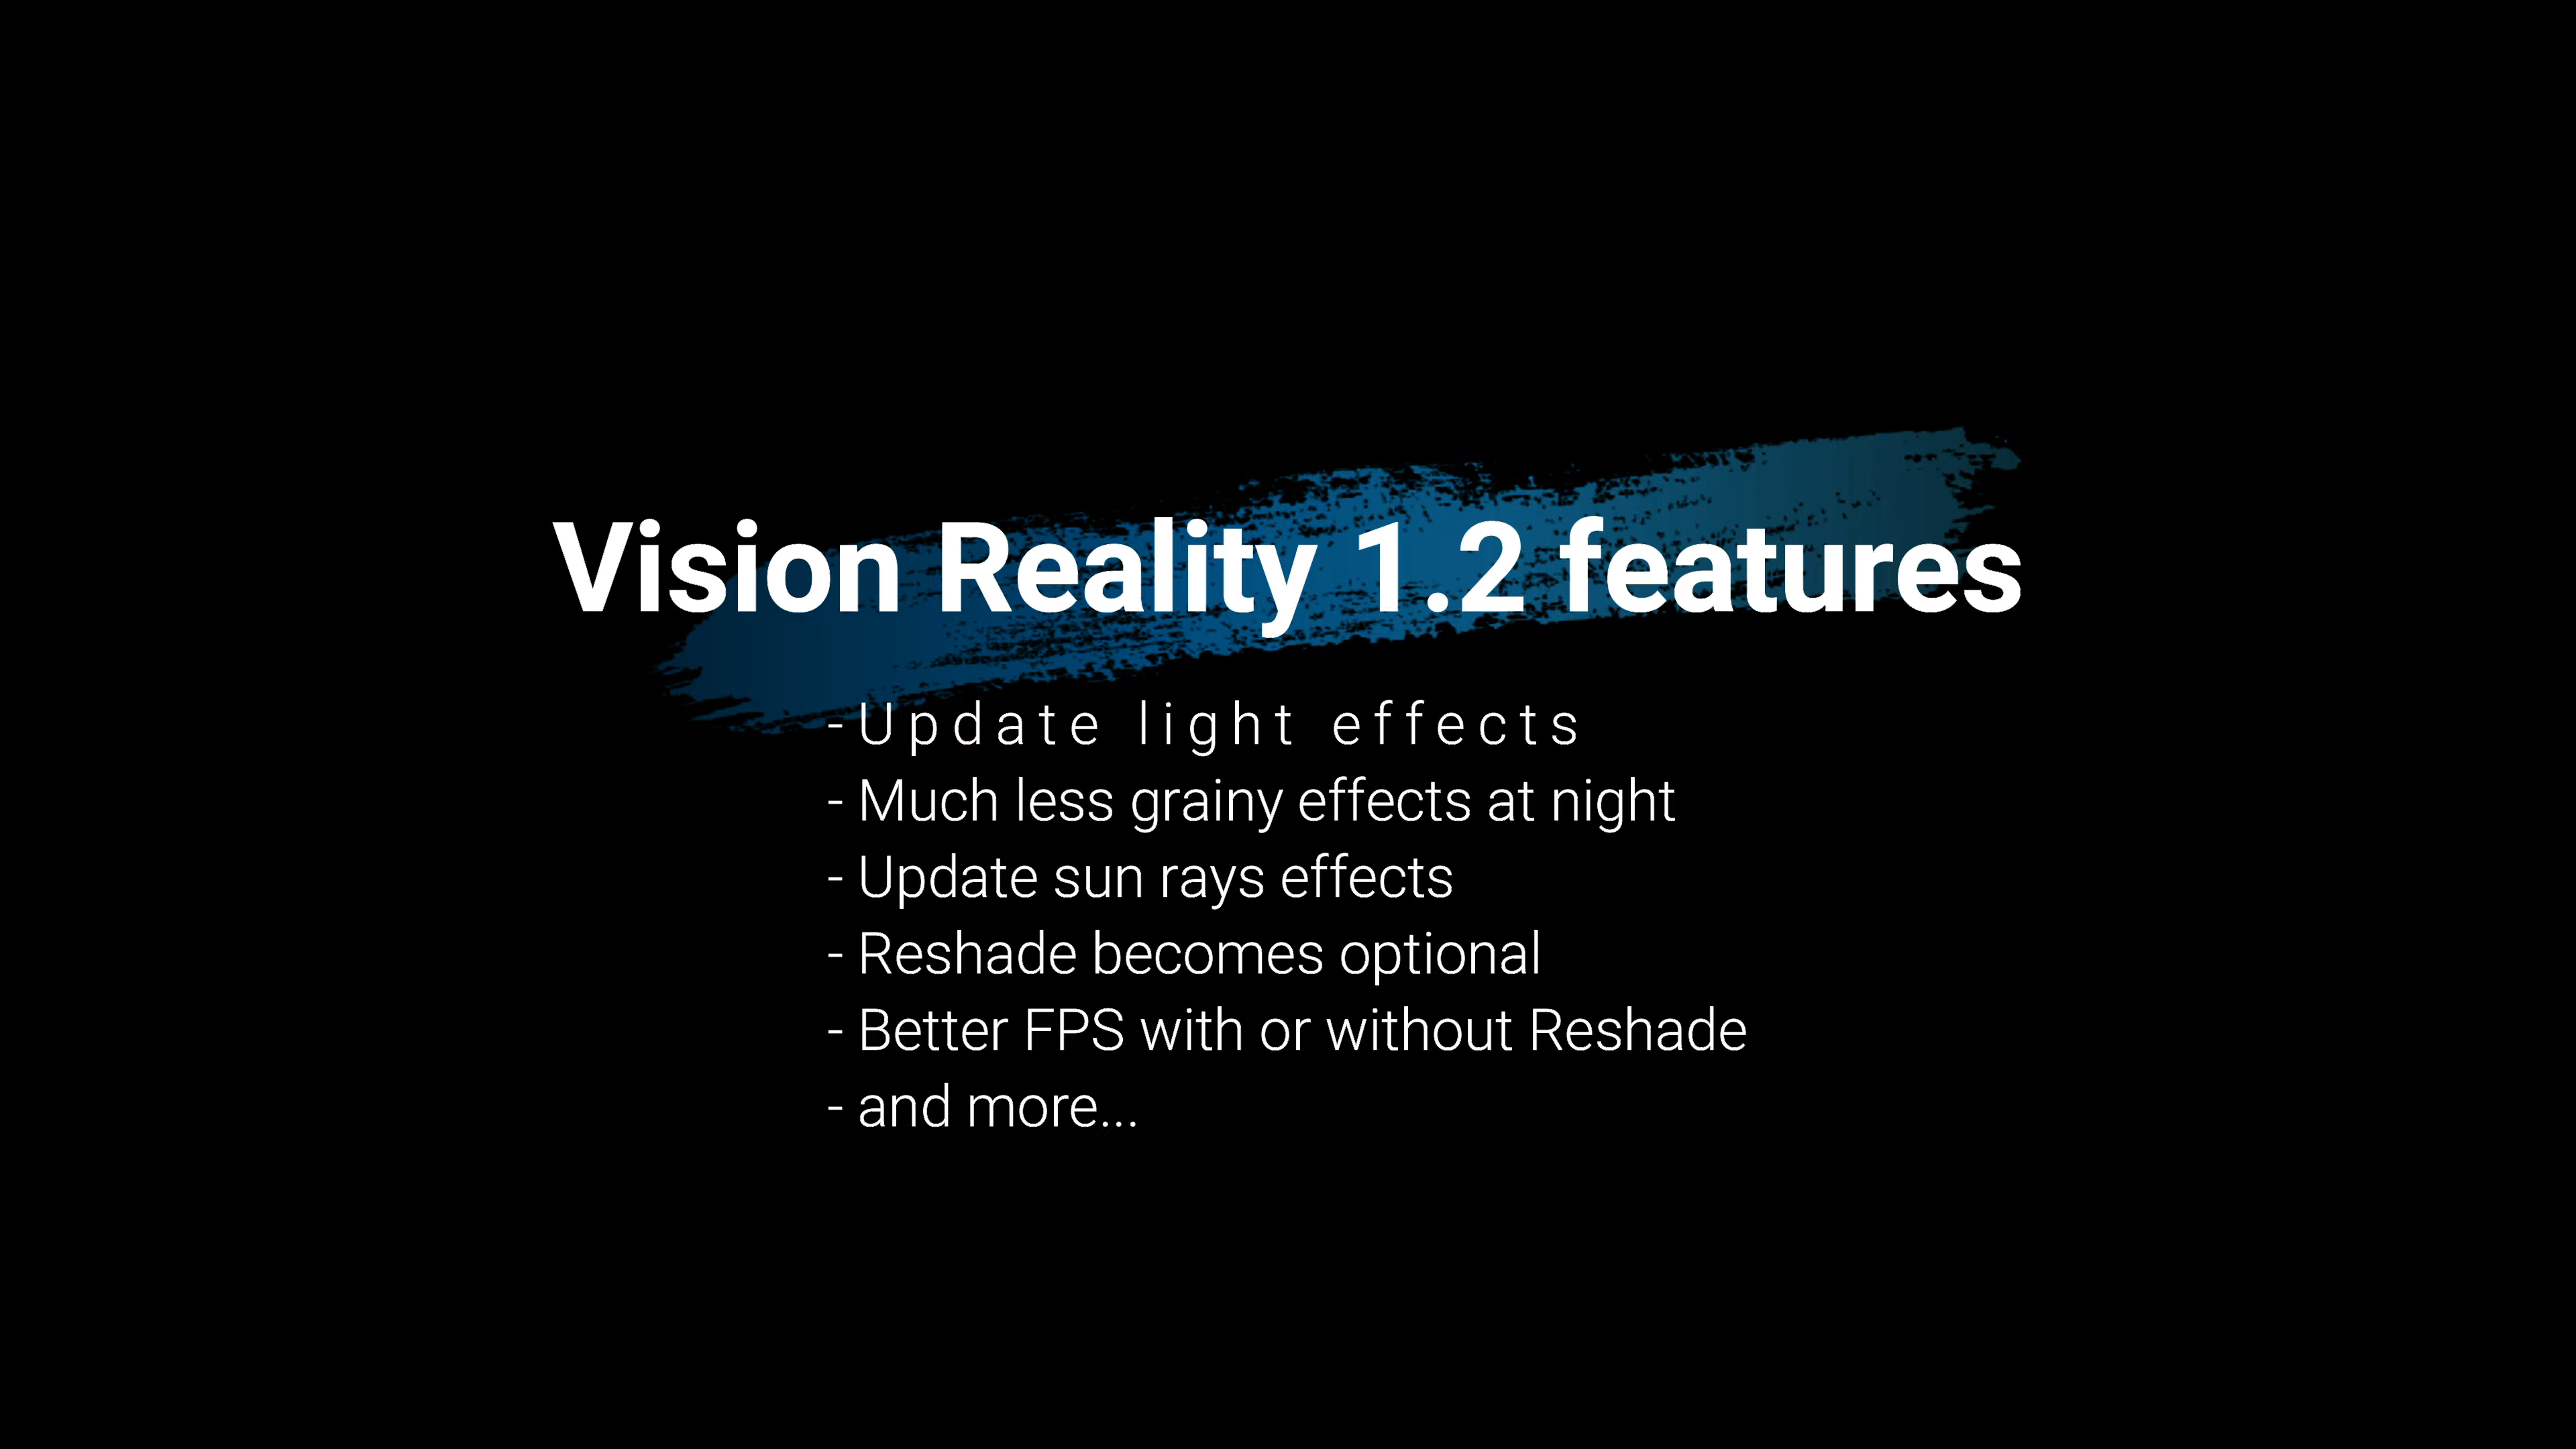 Vision Reality 1.2 features
- Update light effects
- Much less grainy effects at night
- Update sun rays effects
- Reshade becomes optional
- Better FPS with or without Reshade
- and more...